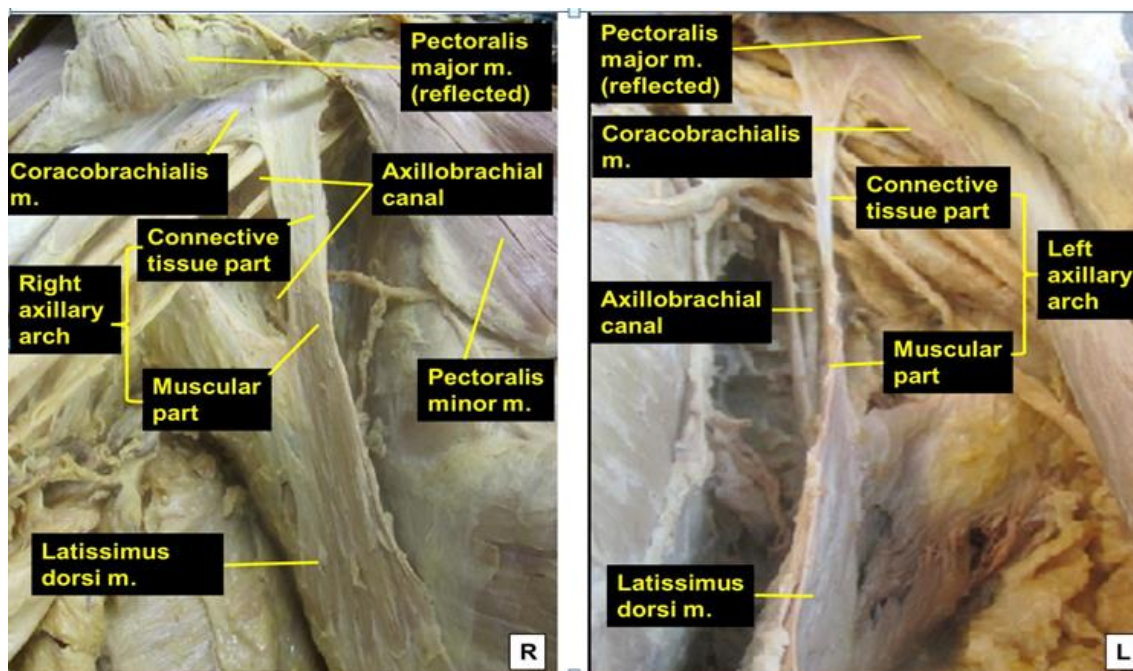 Pectoralis
major m.
(reflected)
Coracobrachialis
m.
Axillobrachial
canal
Connective
tissue part
Right
axillary
arch
Muscular
part
Pectoralis
minor m.
Latissimus
dorsi m.
R
Pectoralis
major m.
(reflected)
Coracobrachialis
m.
Connective
tissue part
Left
axillary
arch
Axillobrachial
canal
Muscular
part
Latissimus
dorsi m.
L